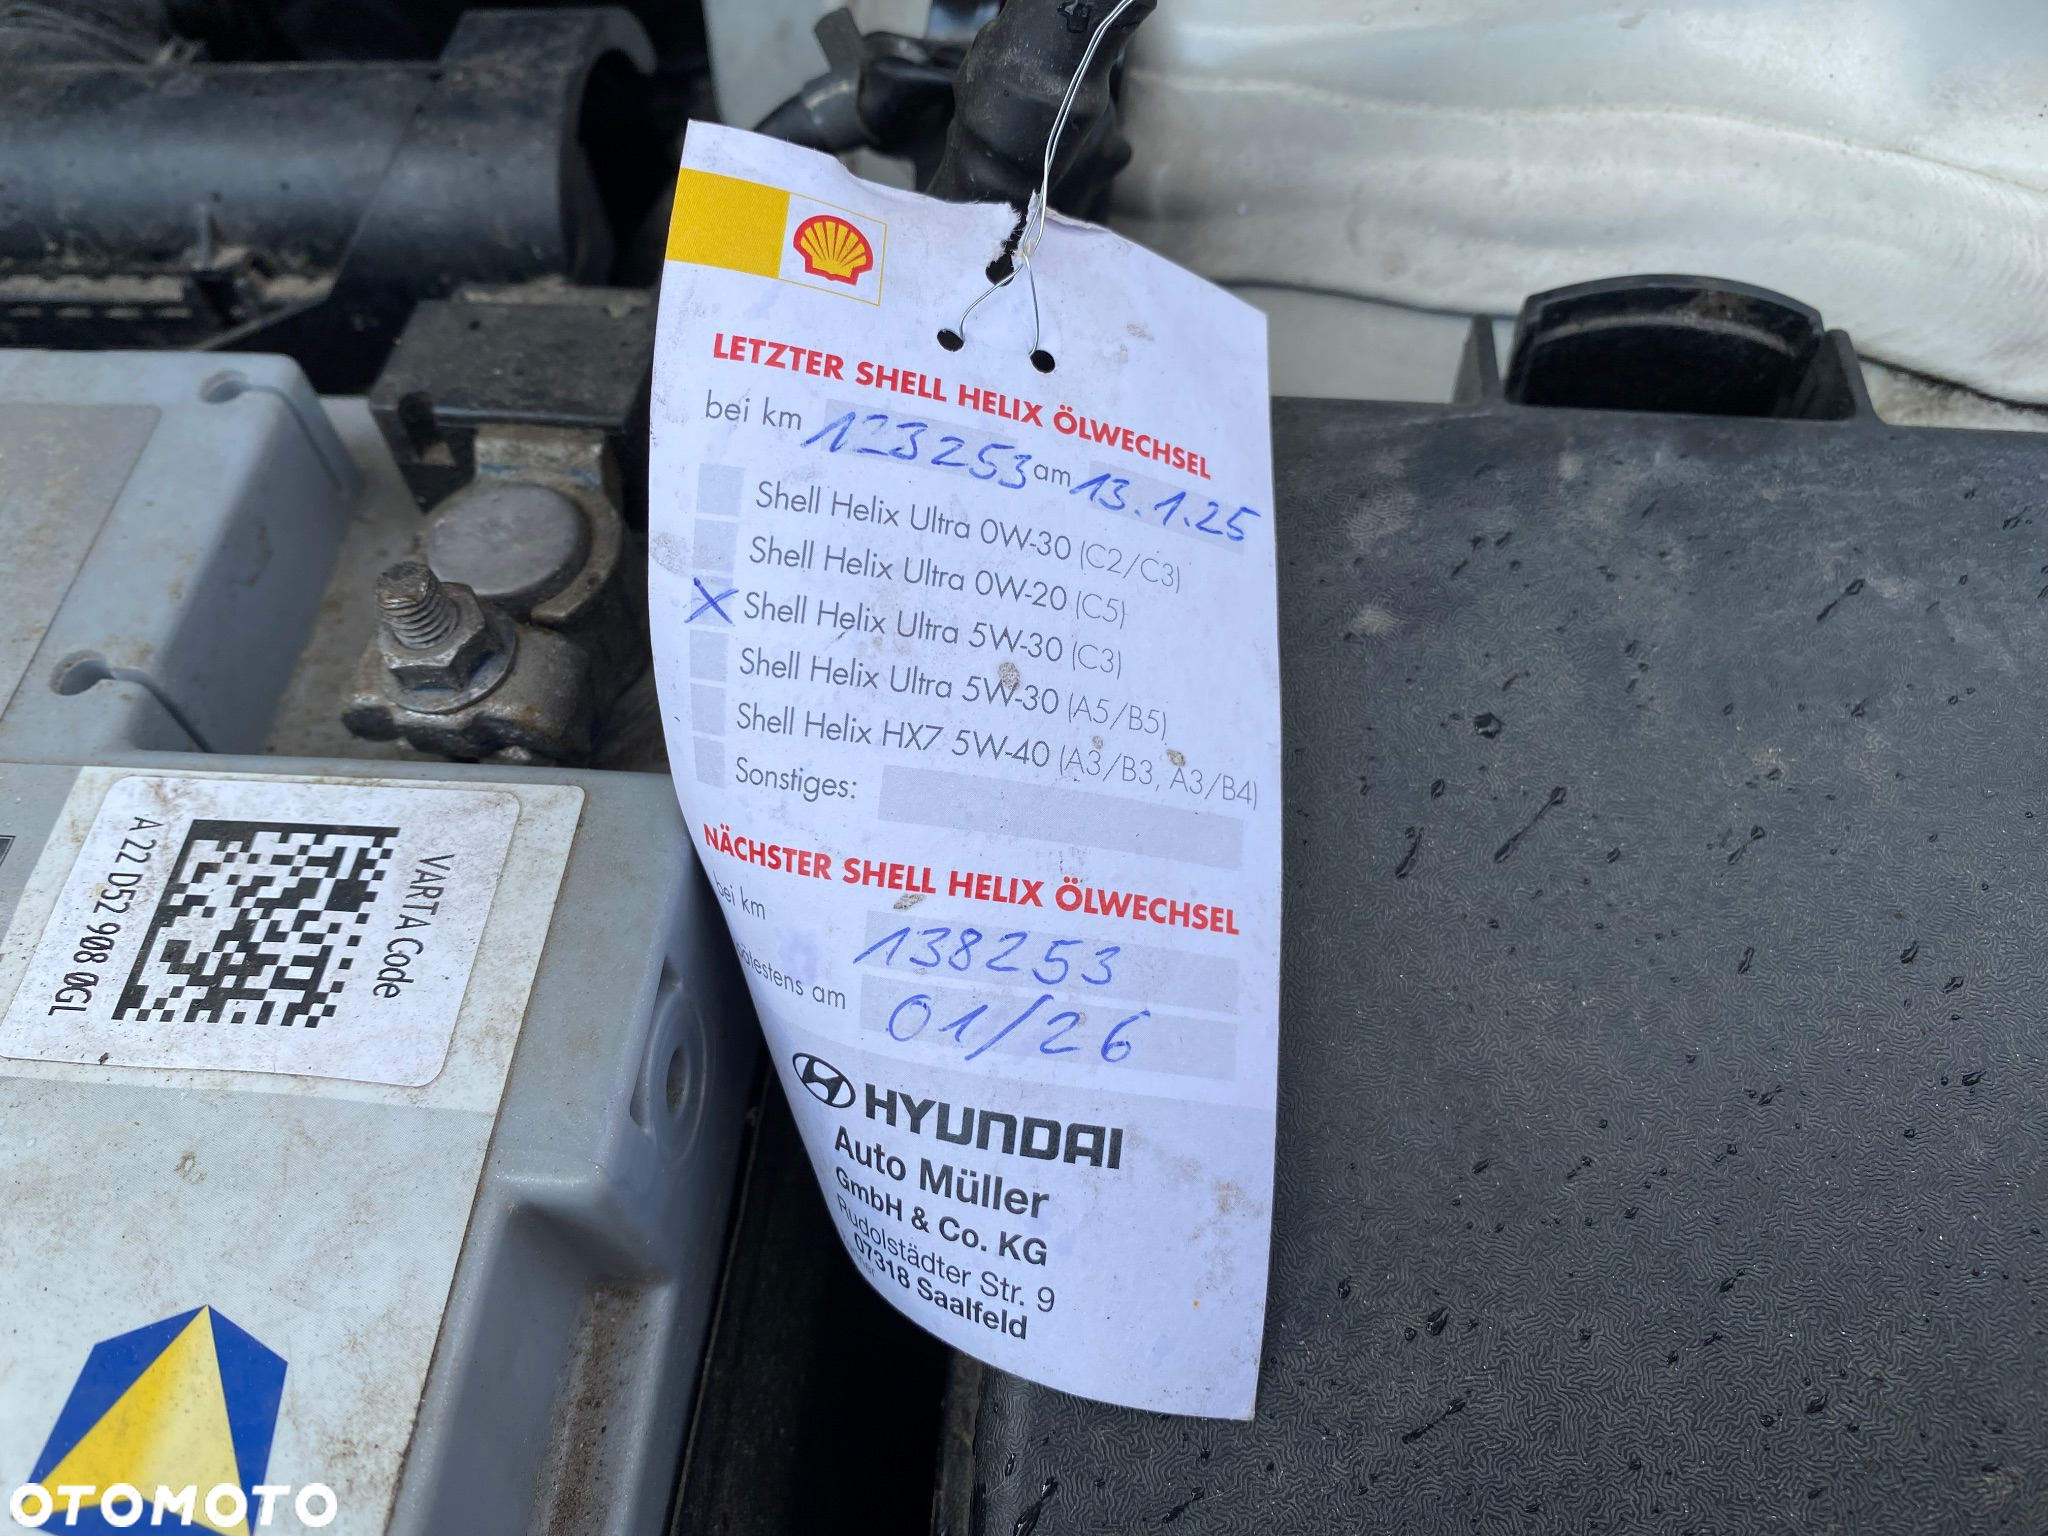 LETZTER SHELL HELIX ÖLWECHSEL
bei km 123253 am 13.1.25
Shell Helix Ultra 0W-30 (C2/C3)
Shell Helix Ultra 0W-20 (C5)
X Shell Helix Ultra 5W-30 (C3)
Shell Helix Ultra 5W-30 (A5/B5)
Shell Helix HX7 5W-40 (A3/B3, A3/B4)
Sonstiges:
NÄCHSTER SHELL HELIX ÖLWECHSEL
bei km 138253
ätestens am 01/26
HYUNDAI
Auto Müller
GmbH & Co. KG
Rudolstädter Str. 9
07318 Saalfeld
VARTA Code
A 22 D52 908 0GL
OTOMOTO